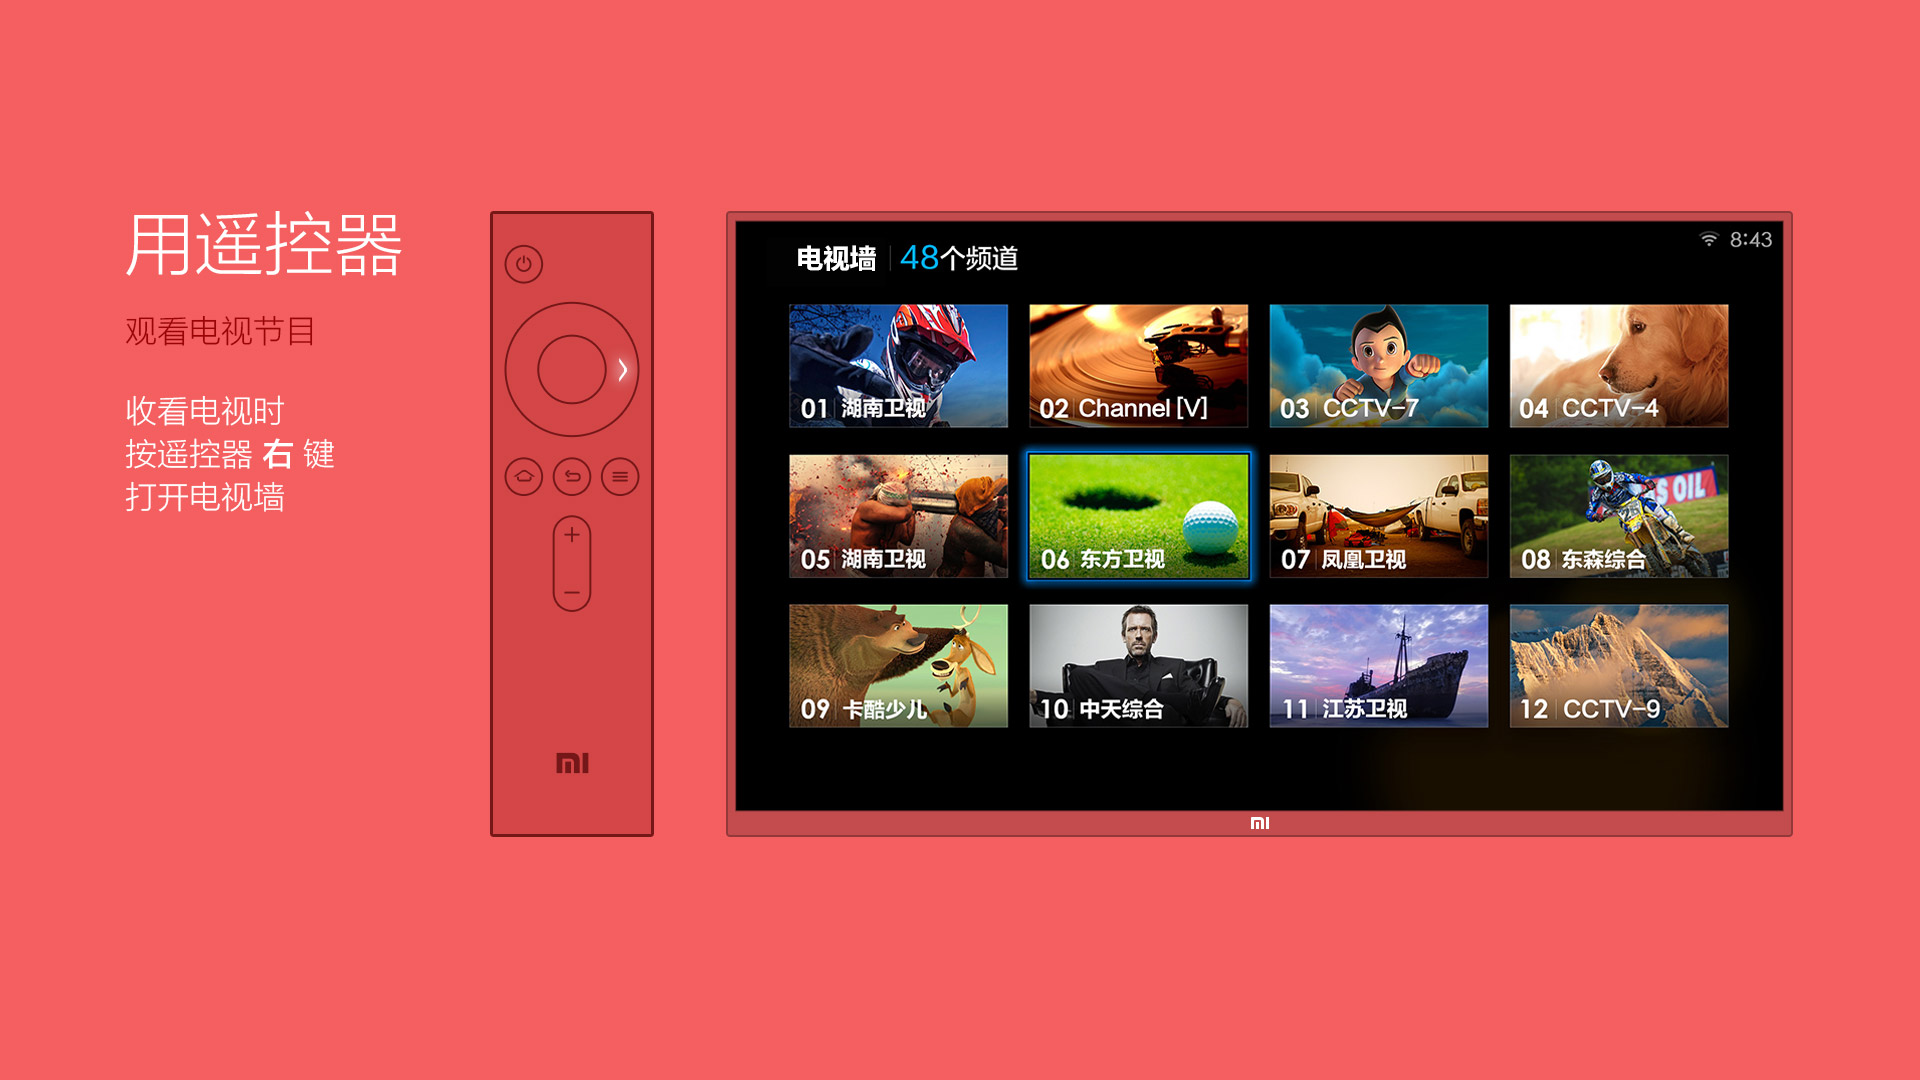 用遥控器
观看电视节目
收看电视时
按遥控器 右 键
打开电视墙
mi
电视墙 48个频道
8:43
01 湖南卫视
02 Channel [V]
03 CCTV-7
04 CCTV-4
05 湖南卫视
06 东方卫视
07 凤凰卫视
08 东森综合
S OIL
26
09 卡酷少儿
10 中天综合
11 江苏卫视
12 CCTV-9
mi